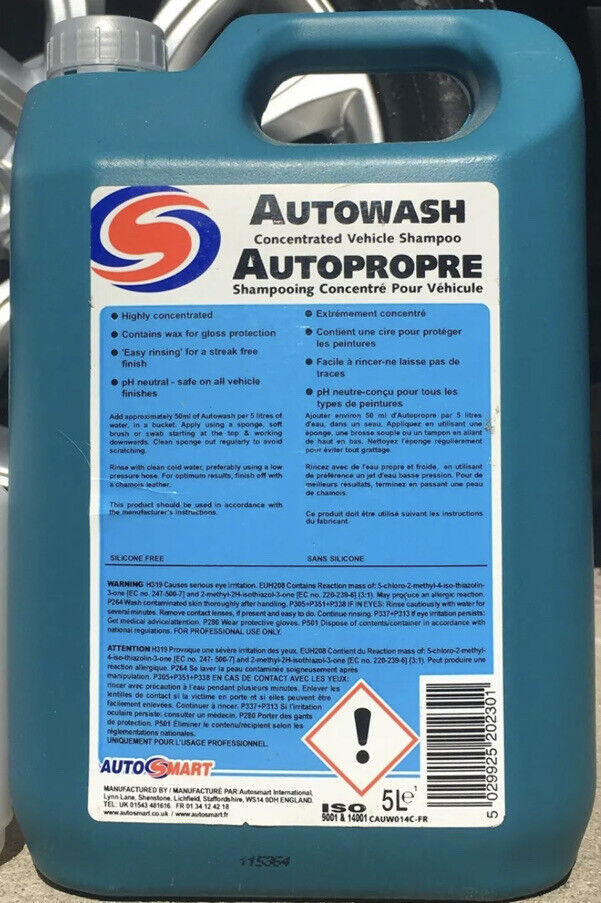 AUTOWASH
Concentrated Vehicle Shampoo
AUTOPROPRE
Shampooing Concentré Pour Véhicule
• Highly concentrated
• Contains wax for gloss protection
• 'Easy rinsing' for a streak free
finish
• pH neutral - safe on all vehicle
finishes
Add approximately 50ml of Autowash per 5 litres of
water, in a bucket. Apply using a sponge, soft
brush or swab starting at the top & working
downwards. Clean sponge out regularly to avoid
scratching.
Rinse with clean cold water, preferably using a low
pressure hose. For optimum results, finish off with
a chamois leather.
This product should be used in accordance with
the manufacturer's instructions.
SILICONE FREE
• Extrémement concentré
• Contient une cire pour protéger
les peintures
• Facile à rincer-ne laisse pas de
traces
• pH neutre-conçu pour tous les
types de peintures
Ajouter environ 50 ml d'Autopropre par 5 litres
d'eau, dans un seau. Appliquez en utilisant une
éponge, une brosse souple ou un tampon en allant
de haut en bas. Nettoyez l'éponge régulièrement
pour éviter tout grattage.
Rincez avec de l'eau propre et froide, en utilisant
de préférence un jet d'eau basse pression. Pour de
meilleurs résultats, terminez en passant une peau
de chamois.
Ce produit doit être utilisé suivant les instructions
du fabricant.
SANS SILICONE
WARNING H319 Causes serious eye irritation. EUH208 Contains Reaction mass of: 5-chloro-2-methyl-4-iso-thiazolin-
3-one [EC no. 247-500-7] and 2-methyl-2H-isothiazol-3-one [EC no. 220-239-6] (3:1). May produce an allergic reaction.
P264 Wash contaminated skin thoroughly after handling. P305+P351+P338 IF IN EYES: Rinse cautiously with water for
several minutes. Remove contact lenses, if present and easy to do. Continue rinsing. P337+P313 If eye irritation persists:
Get medical advice/attention. P280 Wear protective gloves. P501 Dispose of contents/container in accordance with
national regulations. FOR PROFESSIONAL USE ONLY.
ATTENTION H319 Provoque une sévère irritation des yeux. EUH208 Contient du Reaction mass of: 5-chloro-2-methyl-
4-iso-thiazolin-3-one [EC no. 247- 500-7] and 2-methyl-2H-isothiazol-3-one [EC no. 220-239-6] (3:1). Peut produire une
réaction allergique. P264 Se laver la peau contaminée soigneusement après
manipulation. P305+P351+P338 EN CAS DE CONTACT AVEC LES YEUX:
rincer avec précaution à l'eau pendant plusieurs minutes. Enlever les
lentilles de contact si la victime en porte et si elles peuvent être
facilement enlevées. Continuer à rincer. P337+P313 Si l'irritation
oculaire persiste: consulter un médecin. P280 Porter des gants
de protection. P501 Éliminer le contenu/récipient selon les
réglementations nationales.
UNIQUEMENT POUR L'USAGE PROFESSIONNEL.
AUTOSMART
MANUFACTURED BY / MANUFACTURÉ PAR: Autosmart International,
Lynn Lane, Shenstone, Lichfield, Staffordshire, WS14 0DH ENGLAND.
TEL: UK 01543 481616 FR 01 34 12 42 18
www.autosmart.co.uk / www.autosmart.fr
ISO
9001 & 14001
5Le
CAUW014C-FR
5 029925 202301
115364